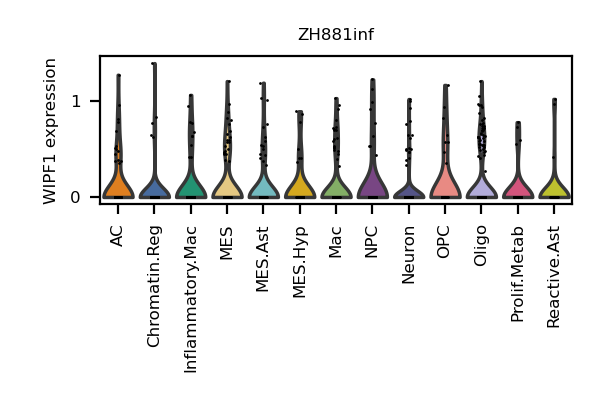 ZH881inf
WIPF1 expression
1
0
AC
Chromatin.Reg
Inflammatory.Mac
MES
MES.Ast
MES.Hyp
Mac
NPC
Neuron
OPC
Oligo
Prolif.Metab
Reactive.Ast